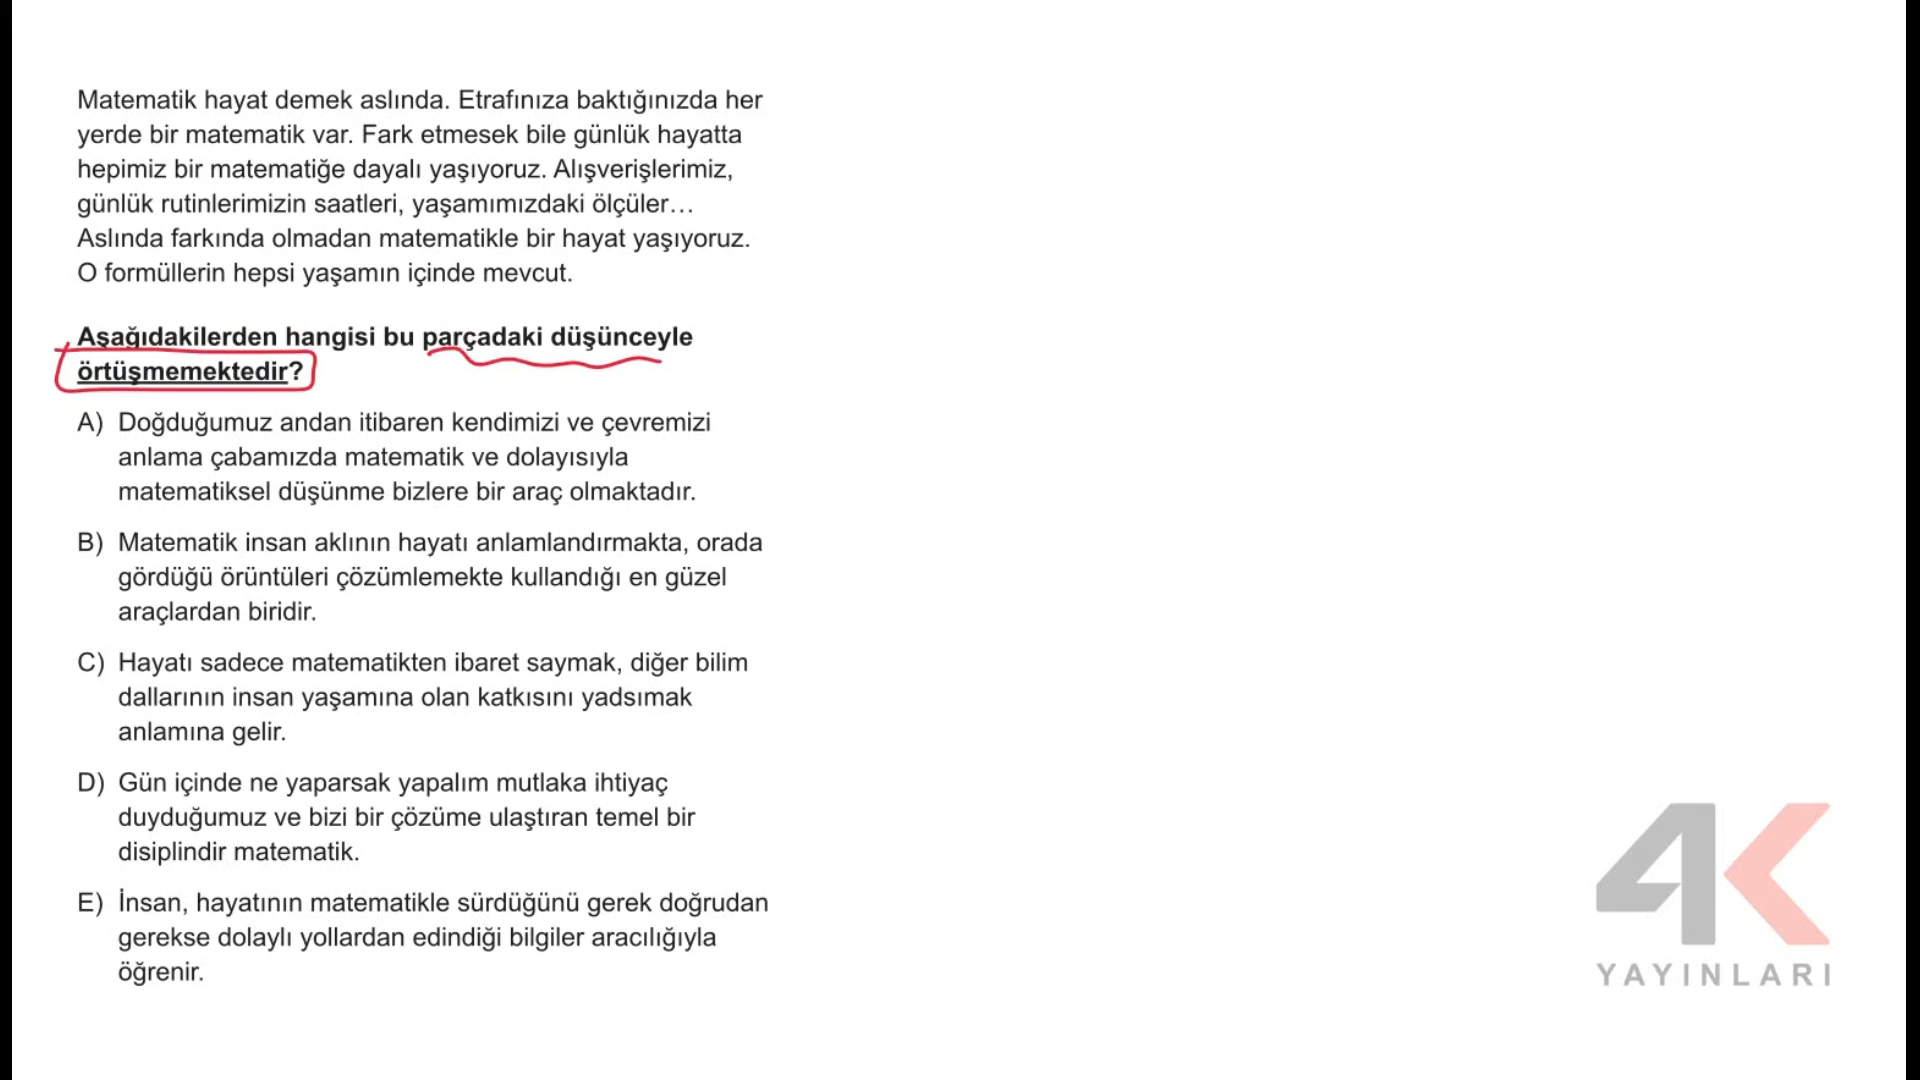 Matematik hayat demek aslında. Etrafınıza baktığınızda her
yerde bir matematik var. Fark etmesek bile günlük hayatta
hepimiz bir matematiğe dayalı yaşıyoruz. Alışverişlerimiz,
günlük rutinlerimizin saatleri, yaşamımızdaki ölçüler…
Aslında farkında olmadan matematikle bir hayat yaşıyoruz.
O formüllerin hepsi yaşamın içinde mevcut.
Aşağıdakilerden hangisi bu parçadaki düşünceyle
örtüşmemektedir?
A) Doğduğumuz andan itibaren kendimizi ve çevremizi
anlama çabamızda matematik ve dolayısıyla
matematiksel düşünme bizlere bir araç olmaktadır.
B) Matematik insan aklının hayatı anlamlandırmakta, orada
gördüğü örüntüleri çözümlemekte kullandığı en güzel
araçlardan biridir.
C) Hayatı sadece matematikten ibaret saymak, diğer bilim
dallarının insan yaşamına olan katkısını yadsımak
anlamına gelir.
D) Gün içinde ne yaparsak yapalım mutlaka ihtiyaç
duyduğumuz ve bizi bir çözüme ulaştıran temel bir
disiplindir matematik.
E) İnsan, hayatının matematikle sürdüğünü gerek doğrudan
gerekse dolaylı yollardan edindiği bilgiler aracılığıyla
öğrenir.
4K
YAYINLARI